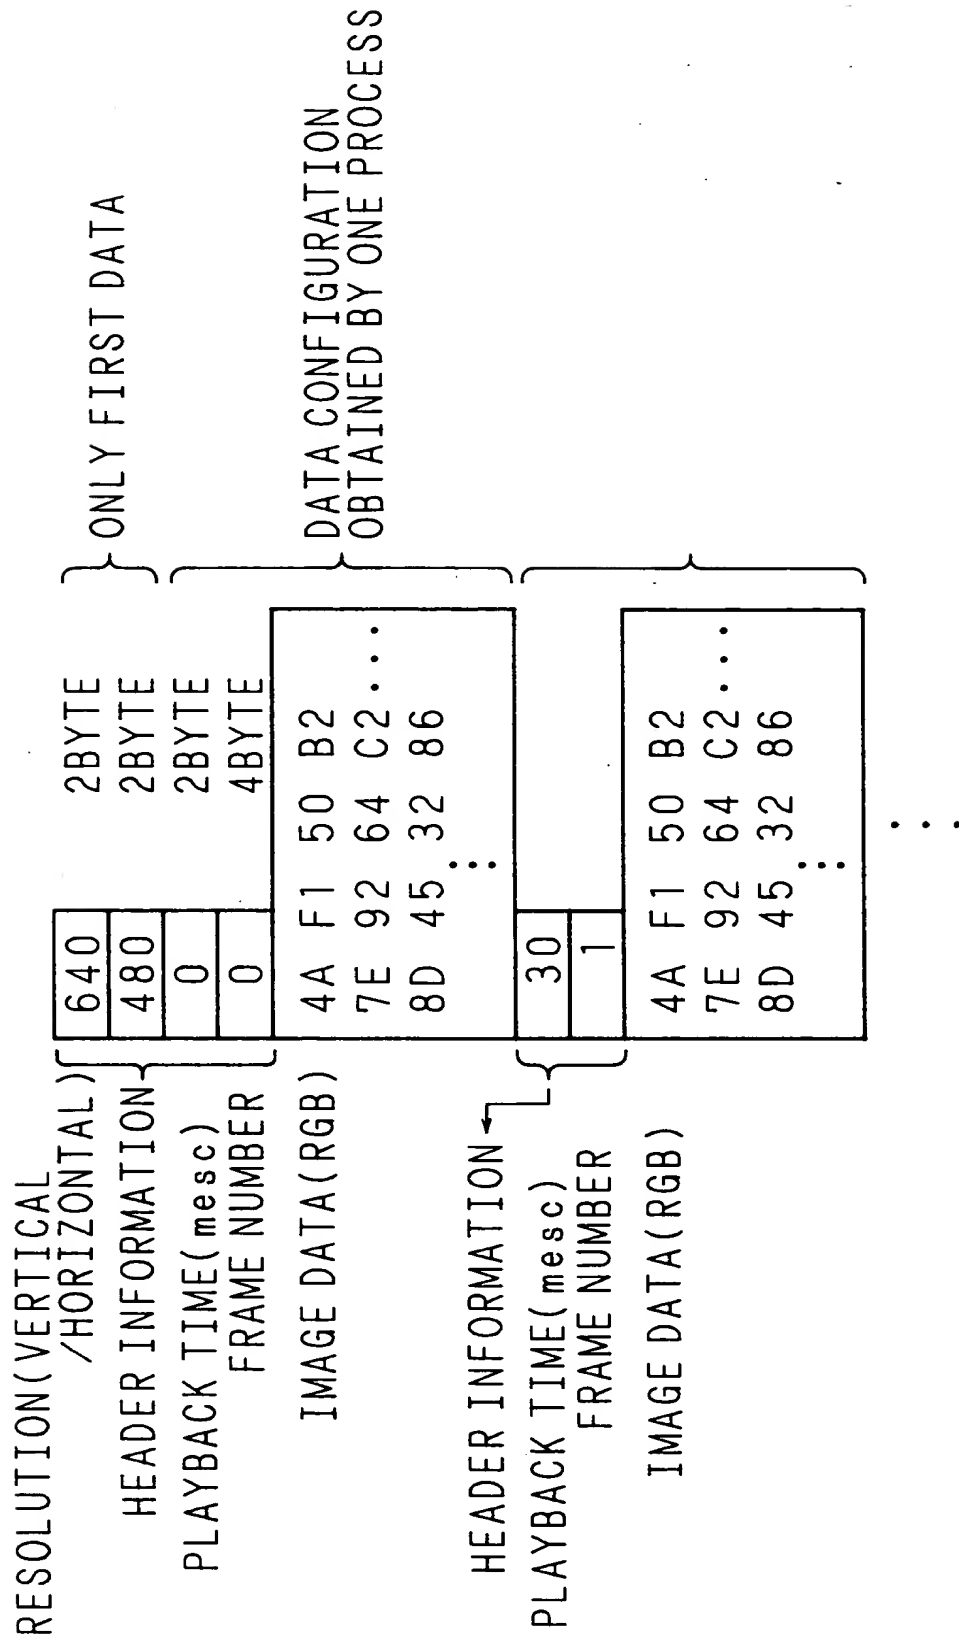 RESOLUTION(VERTICAL
/HORIZONTAL)
640 2BYTE
480 2BYTE
ONLY FIRST DATA
HEADER INFORMATION
PLAYBACK TIME(mesc) 0 2BYTE
FRAME NUMBER 0 4BYTE
IMAGE DATA(RGB)
4A F1 50 B2
7E 92 64 C2 . . .
8D 45 32 86
DATA CONFIGURATION
OBTAINED BY ONE PROCESS
HEADER INFORMATION
PLAYBACK TIME(mesc) 30
FRAME NUMBER 1
IMAGE DATA(RGB)
4A F1 50 B2
7E 92 64 C2 . . .
8D 45 32 86